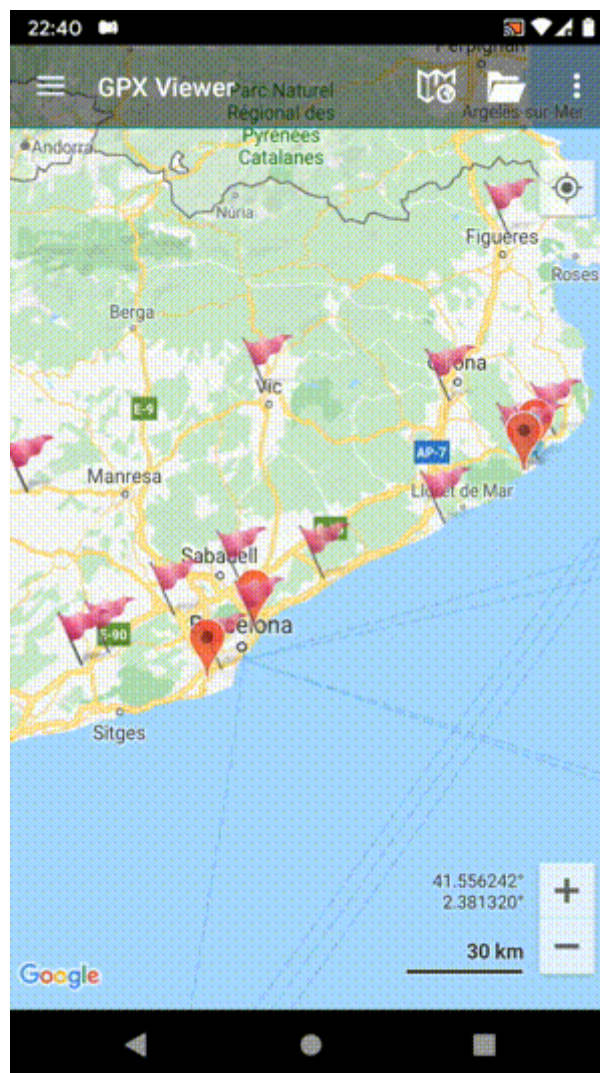 22:40
Perpignan
GPX Viewer
Parc Naturel
Régional des
Pyrénées
Catalanes
Argelès-sur-Mer
Andorra
Núria
Figueres
Roses
Berga
Girona
Vic
E-9
AP-7
Manresa
Lloret de Mar
Sabadell
E-90
Barcelona
Sitges
41.556242°
2.381320°
30 km
Google